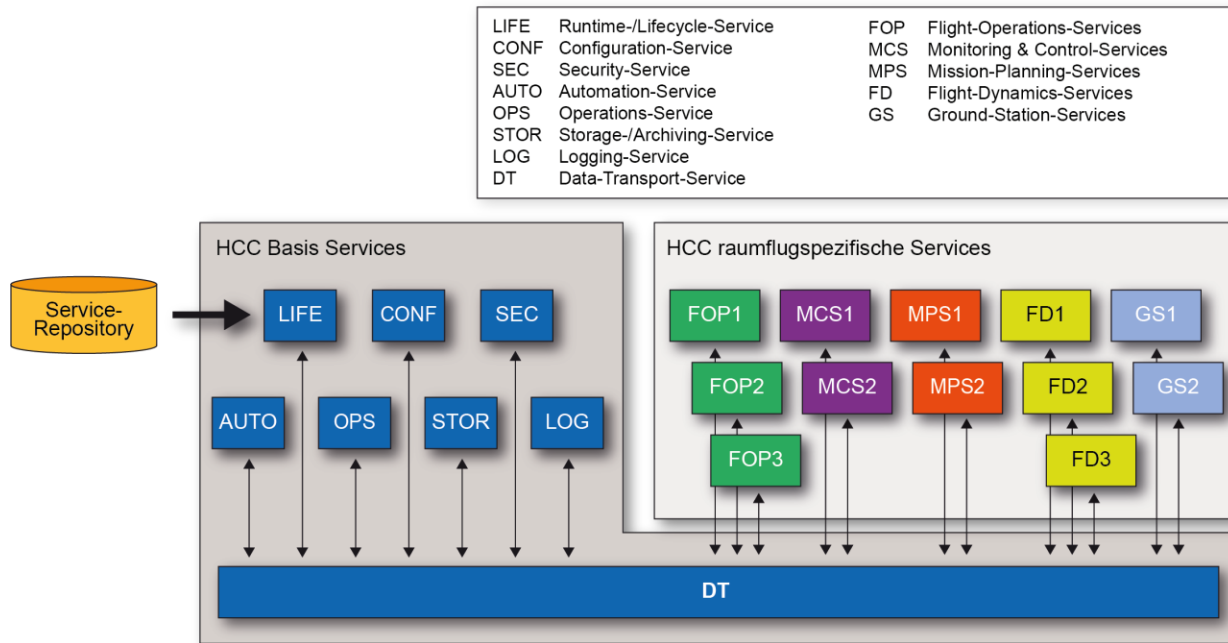 LIFE Runtime-/Lifecycle-Service
CONF Configuration-Service
SEC Security-Service
AUTO Automation-Service
OPS Operations-Service
STOR Storage-/Archiving-Service
LOG Logging-Service
DT Data-Transport-Service
FOP Flight-Operations-Services
MCS Monitoring & Control-Services
MPS Mission-Planning-Services
FD Flight-Dynamics-Services
GS Ground-Station-Services
Service-
Repository
HCC Basis Services
LIFE CONF SEC
AUTO OPS STOR LOG
HCC raumflugspezifische Services
FOP1 MCS1 MPS1 FD1 GS1
FOP2 MCS2 MPS2 FD2 GS2
FOP3 FD3
DT